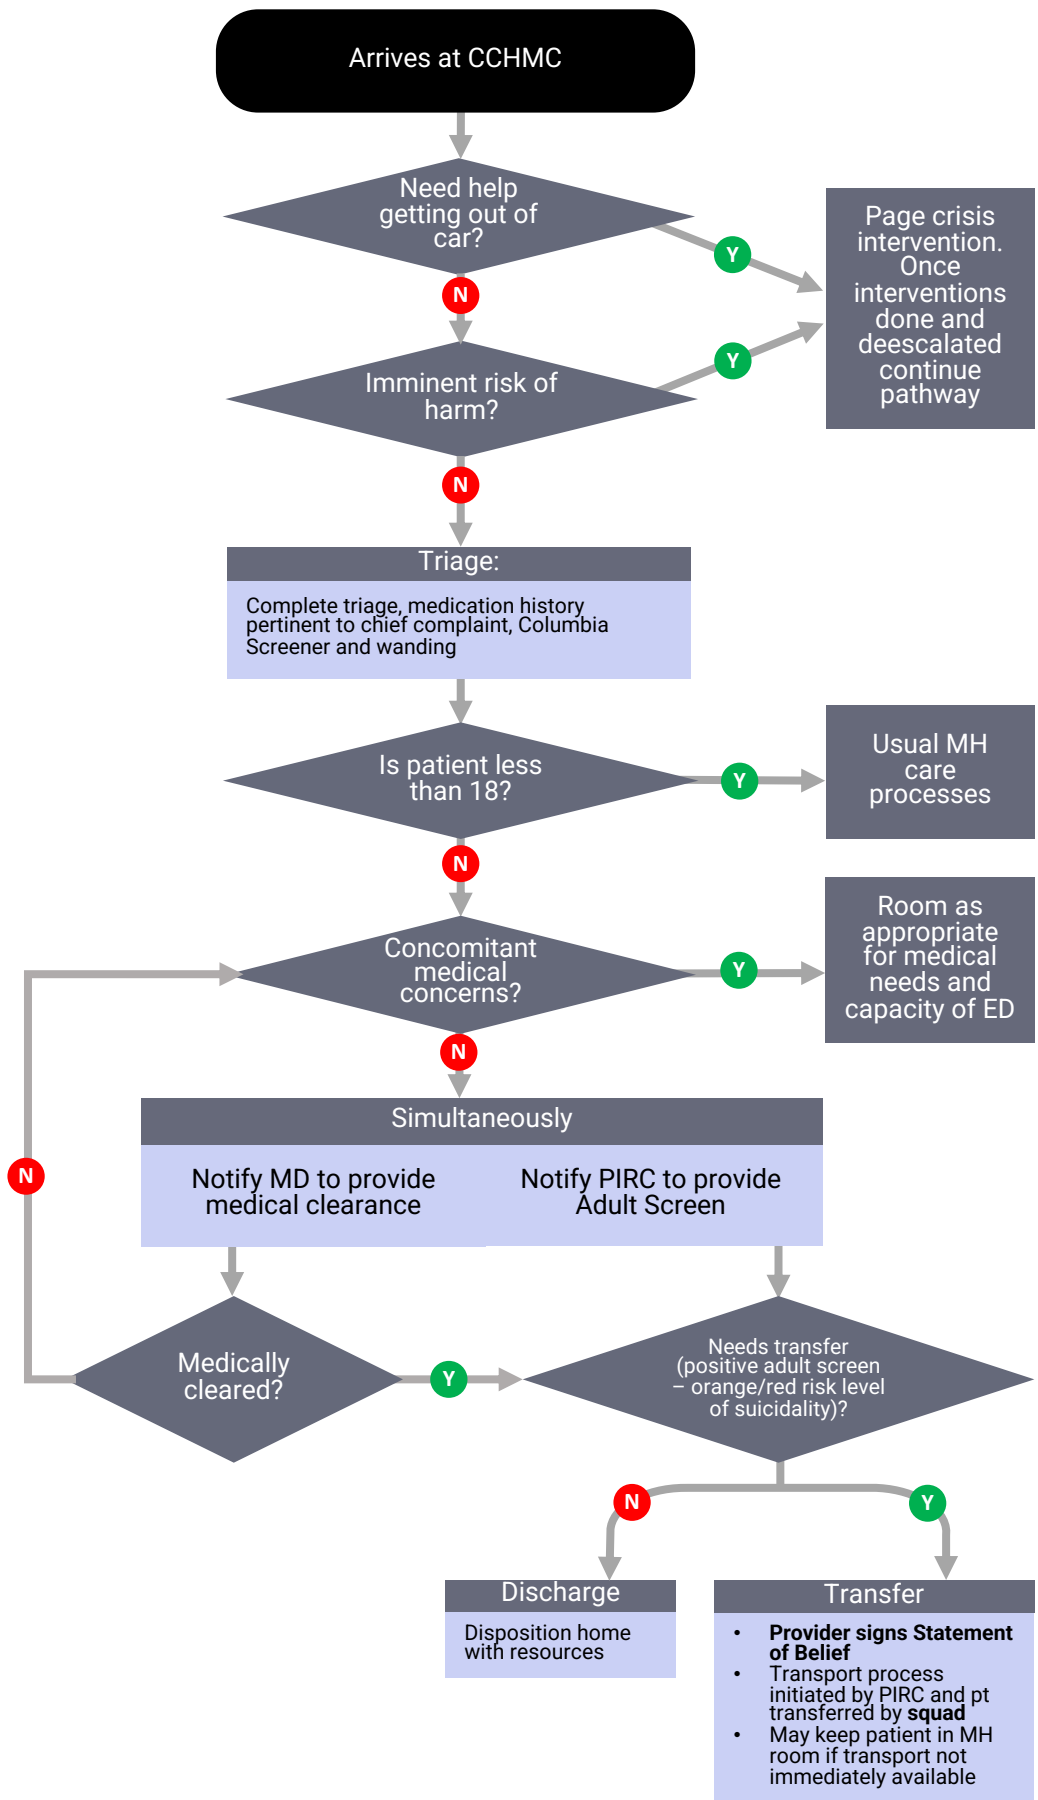 Arrives at CCHMC
Need help
getting out of
car?
Y
N
Page crisis
intervention.
Once
interventions
done and
deescalated
continue
pathway
Imminent risk of
harm?
Y
N
Triage:
Complete triage, medication history
pertinent to chief complaint, Columbia
Screener and wanding
Is patient less
than 18?
Y
Usual MH
care
processes
N
Concomitant
medical
concerns?
Y
Room as
appropriate
for medical
needs and
capacity of ED
N
Simultaneously
Notify MD to provide
medical clearance
Notify PIRC to provide
Adult Screen
N
Medically
cleared?
Y
Needs transfer
(positive adult screen
– orange/red risk level
of suicidality)?
N
Y
Discharge
Disposition home
with resources
Transfer
• Provider signs Statement
of Belief
• Transport process
initiated by PIRC and pt
transferred by squad
• May keep patient in MH
room if transport not
immediately available